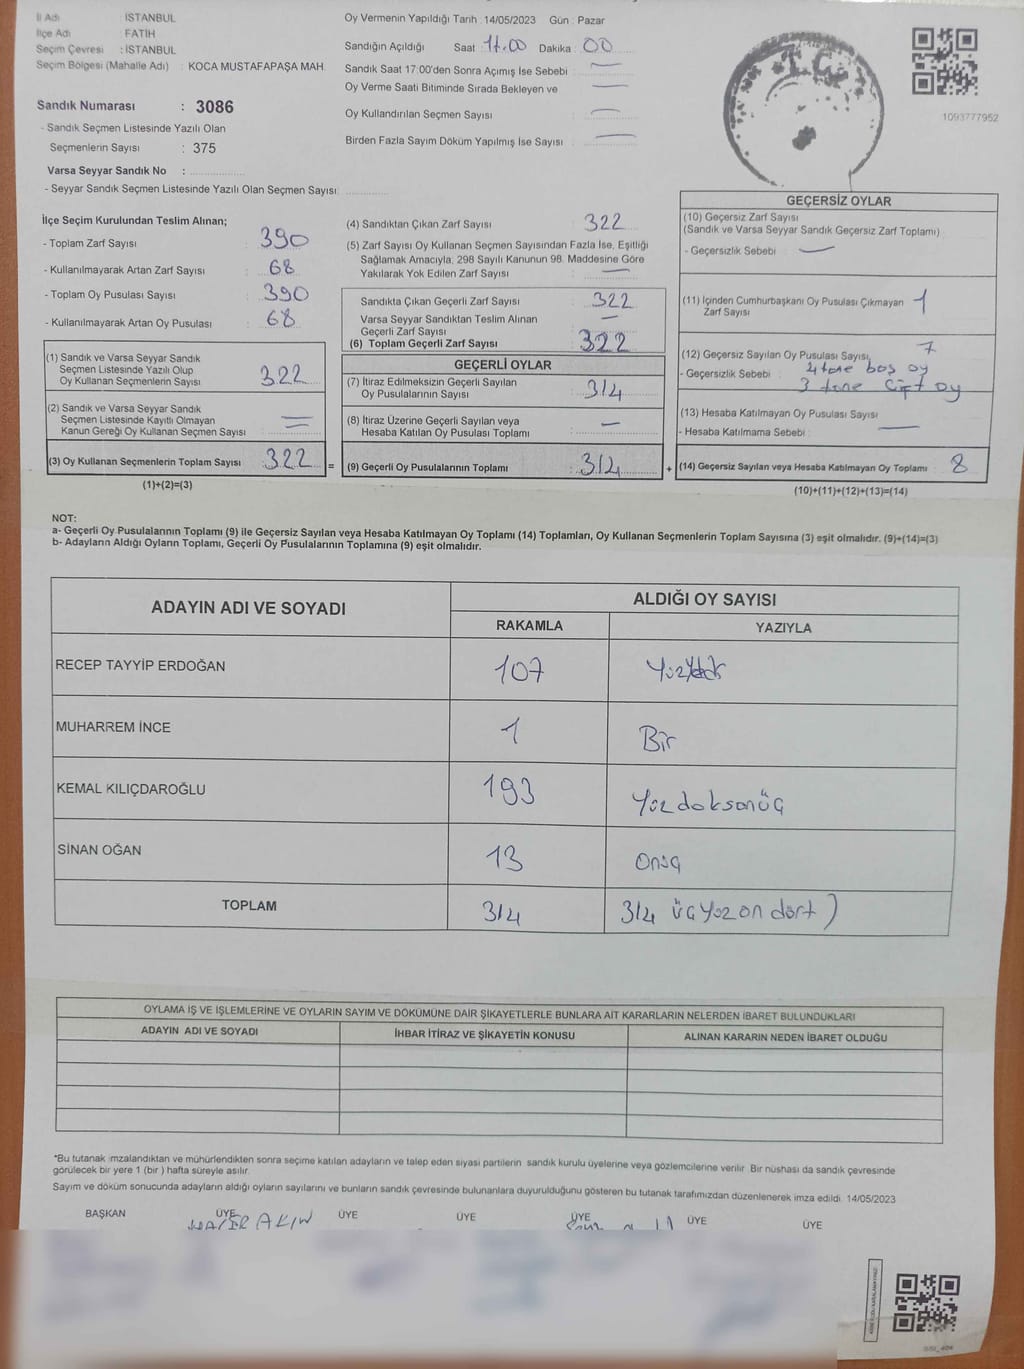 İli Adı : İSTANBUL
İlçe Adı : FATİH
Seçim Çevresi : İSTANBUL
Seçim Bölgesi (Mahalle Adı) : KOCA MUSTAFAPAŞA MAH.
Sandık Numarası : 3086
- Sandık Seçmen Listesinde Yazılı Olan
Seçmenlerin Sayısı : 375
Varsa Seyyar Sandık No :
- Seyyar Sandık Seçmen Listesinde Yazılı Olan Seçmen Sayısı
Oy Vermenin Yapıldığı Tarih : 14/05/2023 Gün : Pazar
Sandığın Açıldığı Saat : 17.00 Dakika : 00
Sandık Saat 17:00'den Sonra Açımış İse Sebebi : —
Oy Verme Saati Bitiminde Sırada Bekleyen ve —
Oy Kullandırılan Seçmen Sayısı : —
Birden Fazla Sayım Döküm Yapılmış İse Sayısı : —
T.C.
1093777952
İlçe Seçim Kurulundan Teslim Alınan;
- Toplam Zarf Sayısı : 390
- Kullanılmayarak Artan Zarf Sayısı : 68
- Toplam Oy Pusulası Sayısı : 390
- Kullanılmayarak Artan Oy Pusulası : 68
(1) Sandık ve Varsa Seyyar Sandık
Seçmen Listesinde Yazılı Olup
Oy Kullanan Seçmenlerin Sayısı 322
(2) Sandık ve Varsa Seyyar Sandık
Seçmen Listesinde Kayıtlı Olmayan
Kanun Gereği Oy Kullanan Seçmen Sayısı =
(3) Oy Kullanan Seçmenlerin Toplam Sayısı 322 =
(1)+(2)=(3)
(4) Sandıktan Çıkan Zarf Sayısı : 322
(5) Zarf Sayısı Oy Kullanan Seçmen Sayısından Fazla İse, Eşitliği
Sağlamak Amacıyla, 298 Sayılı Kanunun 98. Maddesine Göre
Yakılarak Yok Edilen Zarf Sayısı : —
Sandıkta Çıkan Geçerli Zarf Sayısı : 322
Varsa Seyyar Sandıktan Teslim Alınan
Geçerli Zarf Sayısı —
(6) Toplam Geçerli Zarf Sayısı : 322
GEÇERLİ OYLAR
(7) İtiraz Edilmeksizin Geçerli Sayılan
Oy Pusulalarının Sayısı : 314
(8) İtiraz Üzerine Geçerli Sayılan veya
Hesaba Katılan Oy Pusulası Toplamı : —
(9) Geçerli Oy Pusulalarının Toplamı : 314 +
GEÇERSİZ OYLAR
(10) Geçersiz Zarf Sayısı
(Sandık ve Varsa Seyyar Sandık Geçersiz Zarf Toplamı)
- Geçersizlik Sebebi : —
(11) İçinden Cumhurbaşkanı Oy Pusulası Çıkmayan 1
Zarf Sayısı
(12) Geçersiz Sayılan Oy Pusulası Sayısı 7
- Geçersizlik Sebebi : 4 tane boş oy
3 tane Çift oy
(13) Hesaba Katılmayan Oy Pusulası Sayısı
- Hesaba Katılmama Sebebi : —
(14) Geçersiz Sayılan veya Hesaba Katılmayan Oy Toplamı 8
(10)+(11)+(12)+(13)=(14)
NOT:
a- Geçerli Oy Pusulalarının Toplamı (9) ile Geçersiz Sayılan veya Hesaba Katılmayan Oy Toplamı (14) Toplamları, Oy Kullanan Seçmenlerin Toplam Sayısına (3) eşit olmalıdır. (9)+(14)=(3)
b- Adayların Aldığı Oyların Toplamı, Geçerli Oy Pusulalarının Toplamına (9) eşit olmalıdır.
ADAYIN ADI VE SOYADI ALDIĞI OY SAYISI
RAKAMLA YAZIYLA
RECEP TAYYİP ERDOĞAN 107
MUHARREM İNCE 1 Bir
KEMAL KILIÇDAROĞLU 193 Yüzdoksanüç
SİNAN OĞAN 13 Onüç
TOPLAM 314 314 üçyüz on dört )
OYLAMA İŞ VE İŞLEMLERİNE VE OYLARIN SAYIM VE DÖKÜMÜNE DAİR ŞİKAYETLERLE BUNLARA AİT KARARLARIN NELERDEN İBARET BULUNDUKLARI
ADAYIN ADI VE SOYADI İHBAR İTİRAZ VE ŞİKAYETİN KONUSU ALINAN KARARIN NEDEN İBARET OLDUĞU
*Bu tutanak imzalandıktan ve mühürlendikten sonra seçime katılan adayların ve talep eden siyasi partilerin sandık kurulu üyelerine veya gözlemcilerine verilir. Bir nüshası da sandık çevresinde
görülecek bir yere 1 (bir ) hafta süreyle asılır.
Sayım ve döküm sonucunda adayların aldığı oyların sayılarını ve bunların sandık çevresinde bulunanlara duyurulduğunu gösteren bu tutanak tarafımızdan düzenlenerek imza edildi. 14/05/2023
BAŞKAN ÜYE ÜYE ÜYE ÜYE ÜYE ÜYE
AKIN